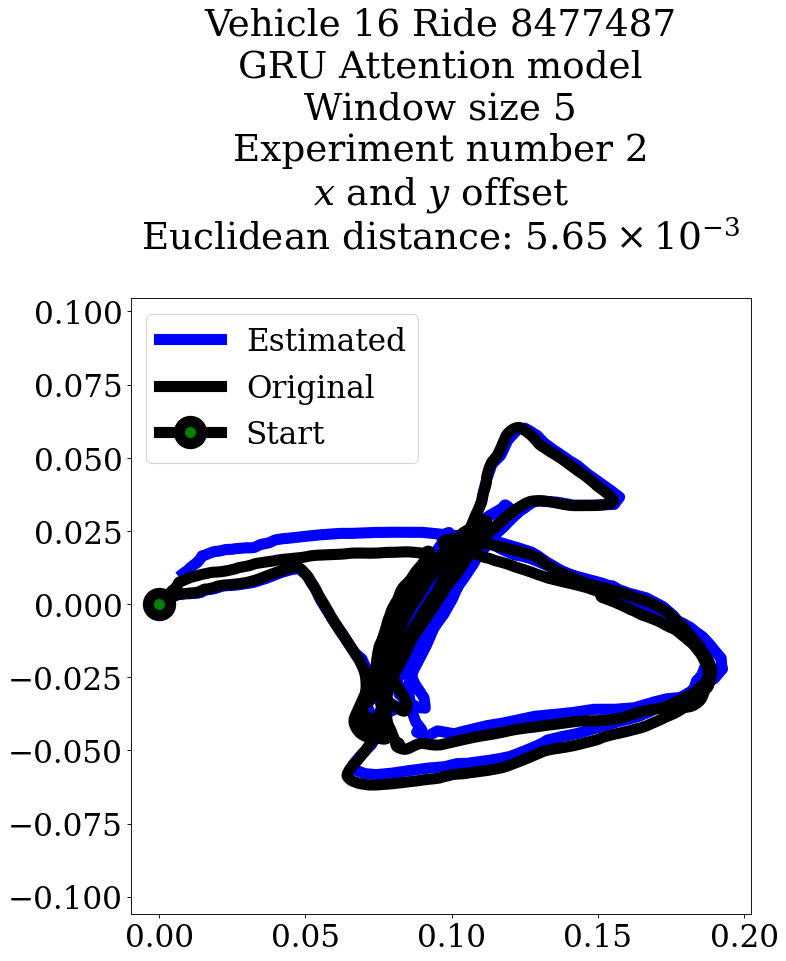 Vehicle 16 Ride 8477487
GRU Attention model
Window size 5
Experiment number 2
x and y offset
Euclidean distance: 5.65 × 10⁻³
Estimated
Original
Start
0.100
0.075
0.050
0.025
0.000
−0.025
−0.050
−0.075
−0.100
0.00 0.05 0.10 0.15 0.20